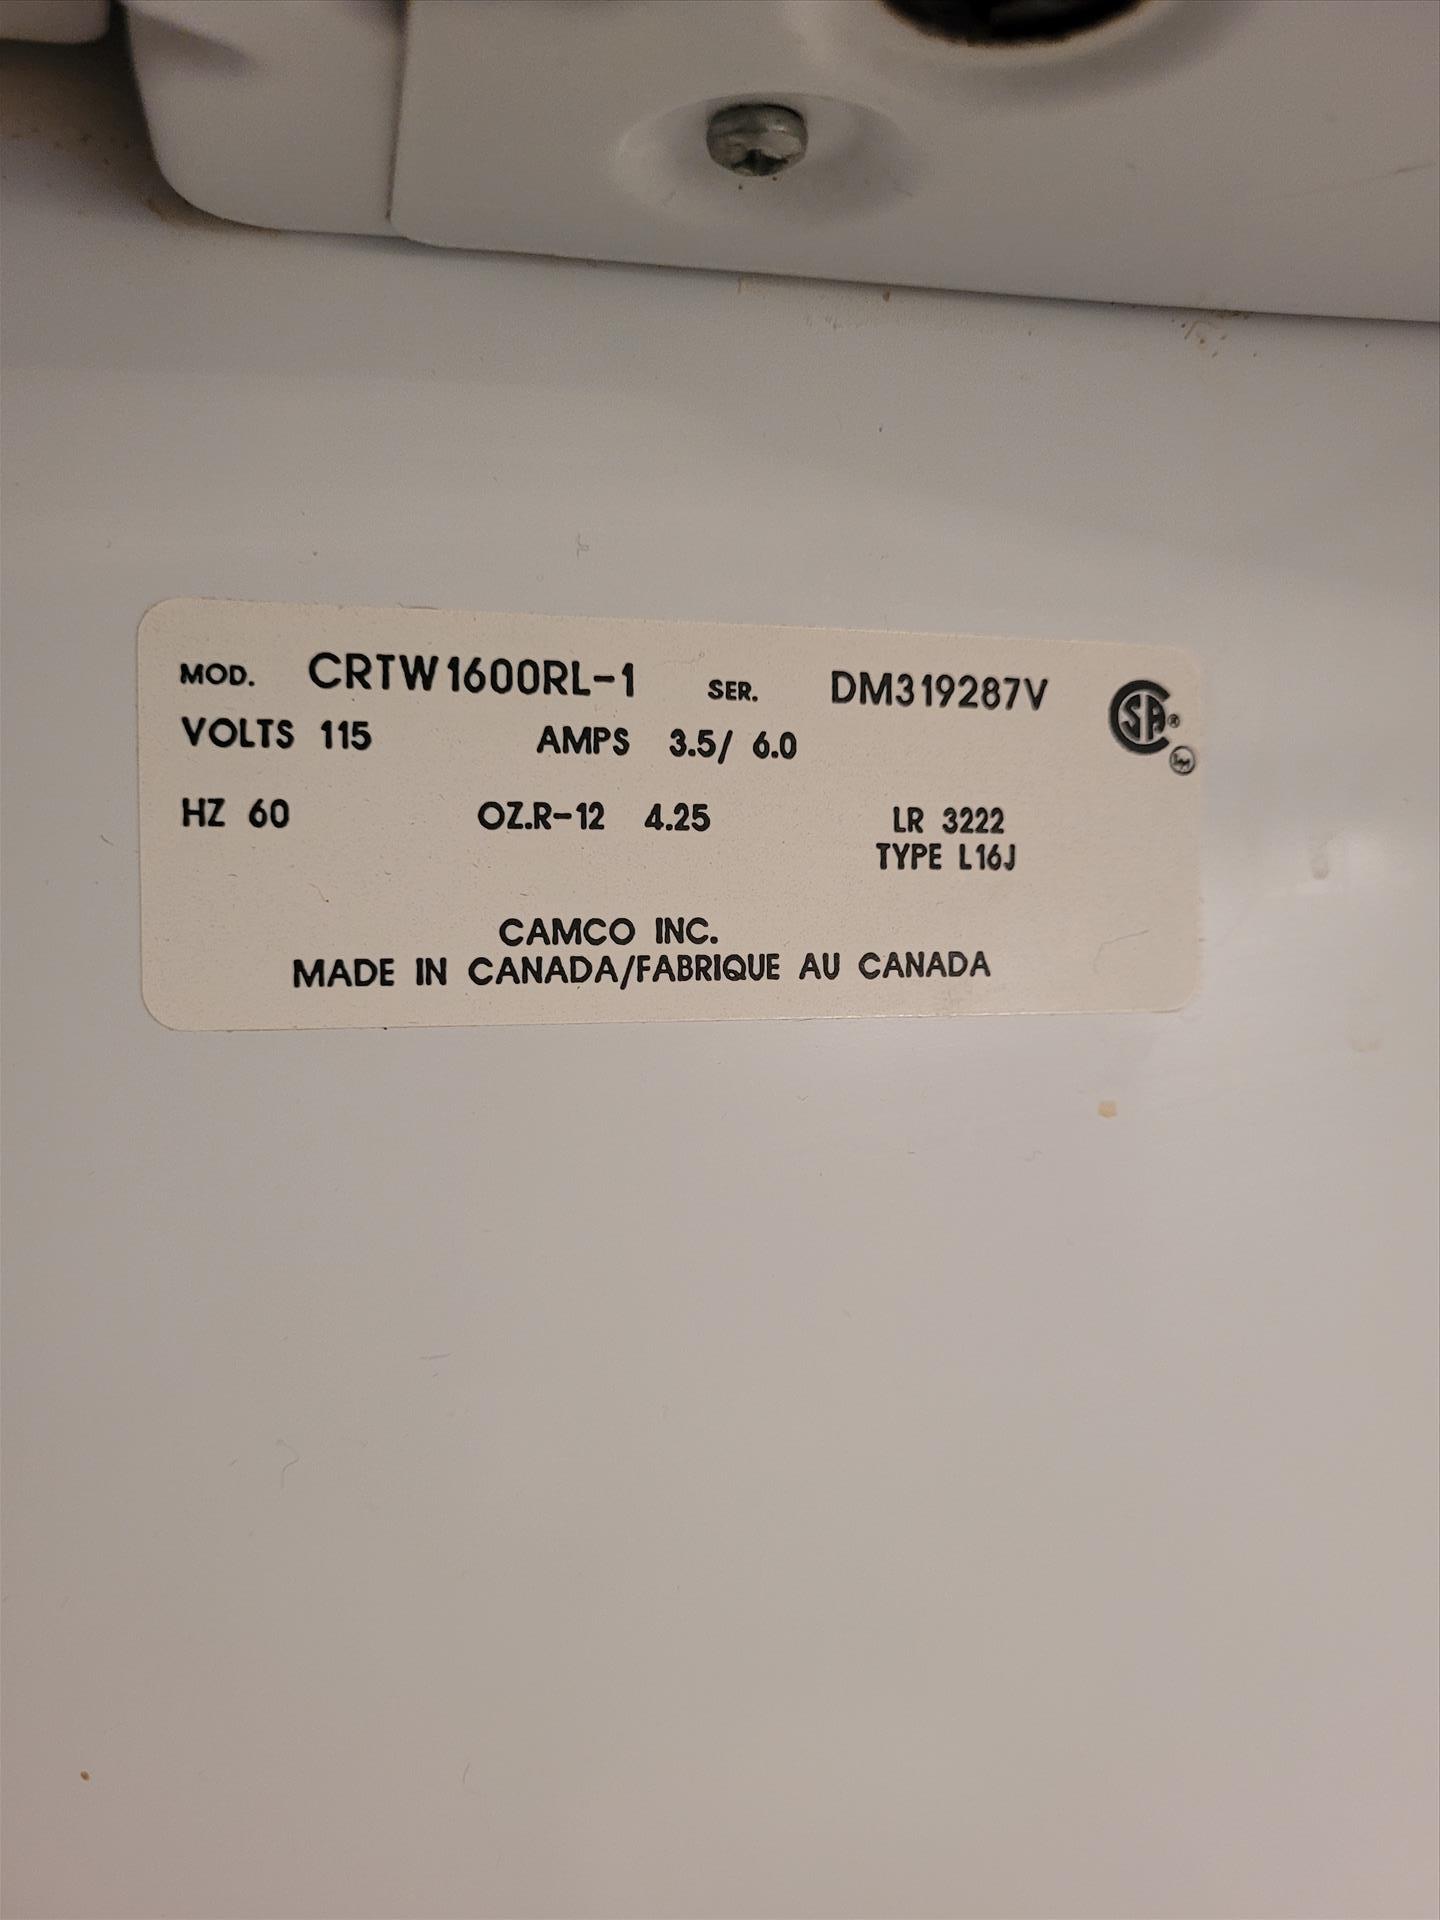 MOD. CRTW1600RL-1 SER. DM319287V
VOLTS 115 AMPS 3.5/ 6.0
HZ 60 OZ.R-12 4.25 LR 3222
TYPE L16J
CAMCO INC.
MADE IN CANADA/FABRIQUE AU CANADA